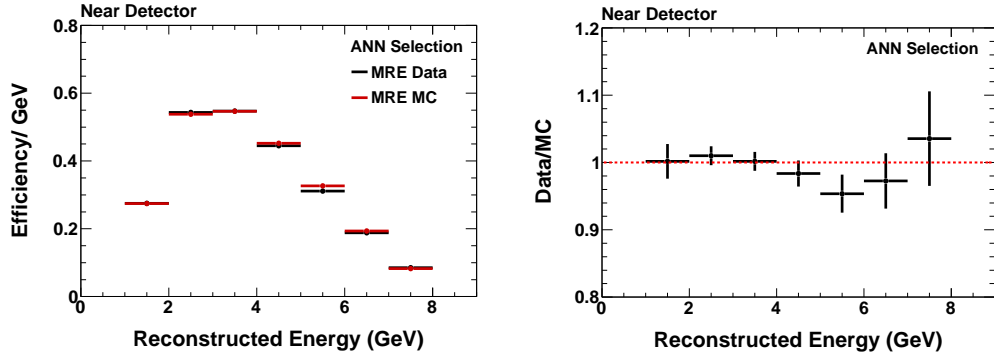 Near Detector
0.8
0.6
0.4
0.2
0
Efficiency/ GeV
ANN Selection
MRE Data
MRE MC
0 2 4 6 8
Reconstructed Energy (GeV)
Near Detector
1.2
1.1
1
0.9
0.8
Data/MC
ANN Selection
0 2 4 6 8
Reconstructed Energy (GeV)